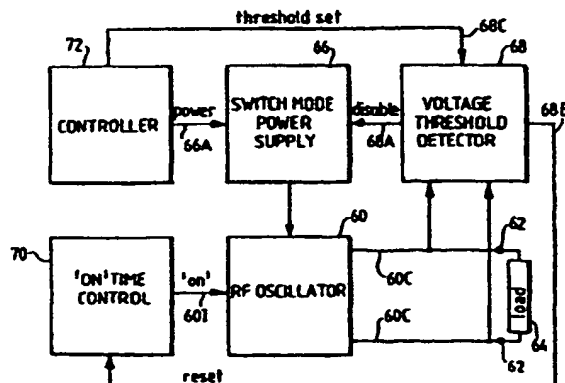 threshold set
68C
72
66
68
CONTROLLER
power
66A
SWITCH MODE
POWER
SUPPLY
disable
68A
VOLTAGE
THRESHOLD
DETECTOR
68B
70
60
'ON' TIME
CONTROL
'on'
60I
RF OSCILLATOR
60C
62
load
64
60C
62
reset